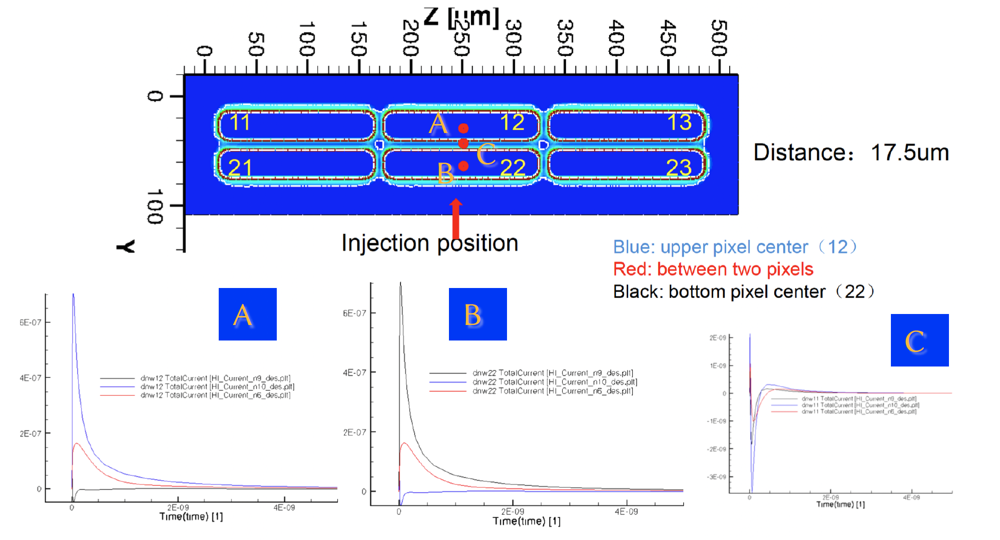 Z [μm]
0 50 100 150 200 250 300 350 400 450 500
0
100
Y
11 A 12 13
21 B C 22 23
Distance：17.5um
Injection position
Blue: upper pixel center（12）
Red: between two pixels
Black: bottom pixel center（22）
A
6E-07
4E-07
2E-07
0
dnw12 TotalCurrent [HI_Current_n9_des.plt]
dnw12 TotalCurrent [HI_Current_n10_des.plt]
dnw12 TotalCurrent [HI_Current_n6_des.plt]
0 2E-09 4E-09
Time(time) [1]
B
6E-07
4E-07
2E-07
0
dnw22 TotalCurrent [HI_Current_n9_des.plt]
dnw22 TotalCurrent [HI_Current_n10_des.plt]
dnw22 TotalCurrent [HI_Current_n6_des.plt]
0 2E-09 4E-09
Time(time) [1]
C
2E-09
1E-09
0
-1E-09
-2E-09
-3E-09
dnw11 TotalCurrent [HI_Current_n9_des.plt]
dnw11 TotalCurrent [HI_Current_n10_des.plt]
dnw11 TotalCurrent [HI_Current_n6_des.plt]
0 2E-09 4E-09
Time(time) [1]